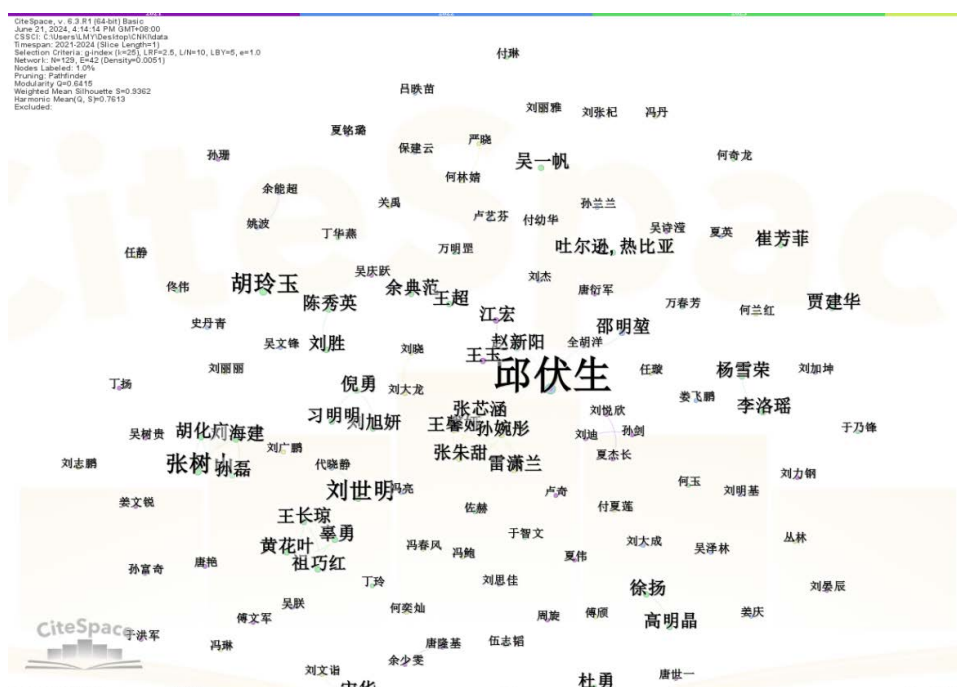 CiteSpace, v. 6.3.R1 (64-bit) Basic
June 21, 2024, 4:14:14 PM GMT+08:00
CSSCI: C:\Users\LMY\Desktop\CNKI\data
Timespan: 2021-2024 (Slice Length=1)
Selection Criteria: g-index (k=25), LRF=2.5, L/N=10, LBY=5, e=1.0
Network: N=129, E=42 (Density=0.0051)
Nodes Labeled: 1.0%
Pruning: Pathfinder
Modularity Q=0.6415
Weighted Mean Silhouette S=0.9362
Harmonic Mean(Q, S)=0.7613
Excluded:
付琳
吕昳苗
刘丽雅
刘张杞
冯丹
夏铭璐
严晓
保建云
孙珊
吴一帆
何奇龙
何林婧
余能超
关禹
孙兰兰
卢艺芬
付幼华
姚波
丁华燕
吴谛滢
夏英
崔芳菲
任静
万明罡
吐尔逊,热比亚
吴庆跃
刘杰
佟伟
胡玲玉
余典范
王超
唐衍军
陈秀英
万春芳
何兰红
贾建华
江宏
史丹青
邵明堃
吴文锋
刘胜
刘晓
赵新阳
全胡洋
王玉
刘丽丽
邱伏生
任璇
杨雪荣
刘加坤
丁扬
倪勇
刘大龙
娄飞鹏
李洛瑶
张芯涵
刘悦欣
习明明
刘旭妍
王馨
孙婉彤
吴树贵
海建
刘迪
孙剑
于乃锋
刘广鹏
张朱甜
夏杰长
刘志鹏
张树
孙磊
代晓静
雷潇兰
刘力钢
刘世明
冯亮
卢奇
何玉
刘明基
姜文锐
佐赫
付夏莲
王长琼
辜勇
于智文
刘太成
丛林
黄花叶
冯春风
冯鲍
夏伟
吴泽林
祖巧红
唐艳
孙富奇
丁玲
刘思佳
徐扬
刘晏辰
吴朕
何奕灿
傅文军
周旋
傅颀
高明晶
姜庆
CiteSpace
于洪军
冯琳
唐隆基
伍志韬
余少雯
刘文诣
杜勇
唐世一